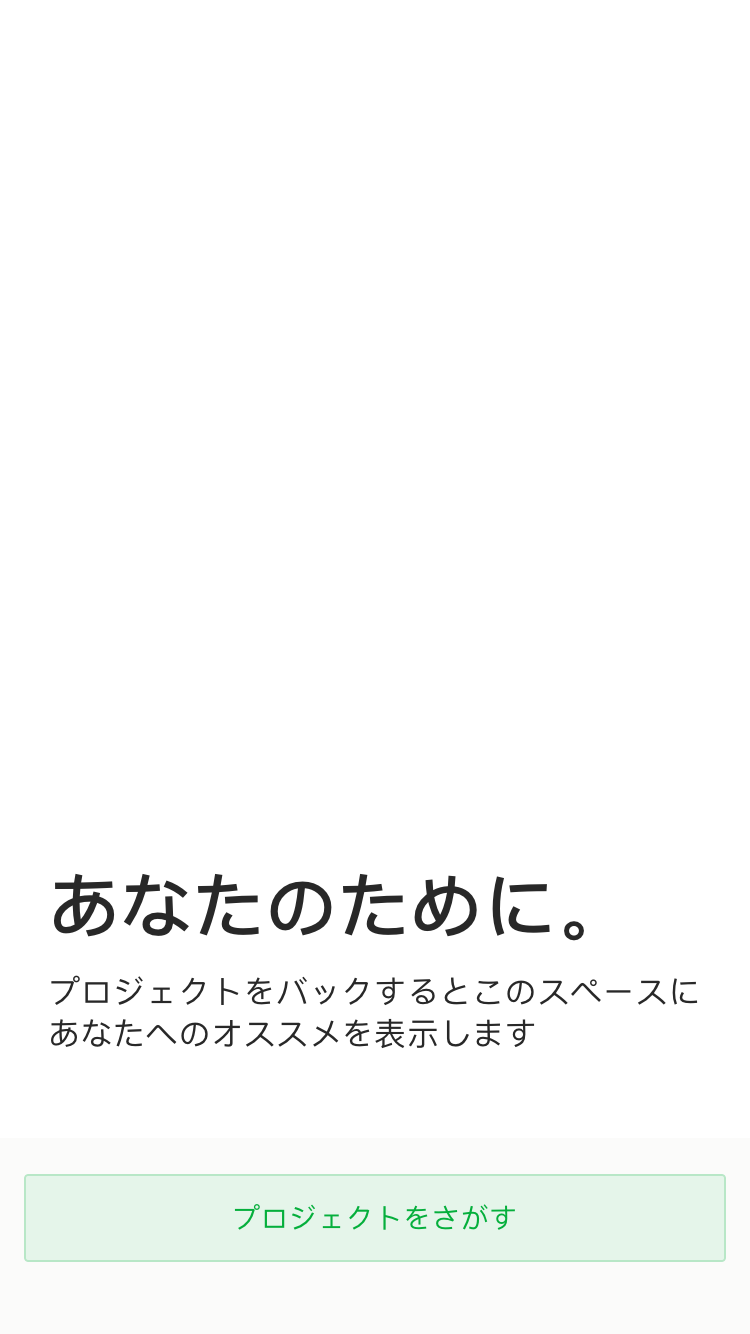 あなたのために。
プロジェクトをバックするとこのスペースに
あなたへのオススメを表示します
プロジェクトをさがす